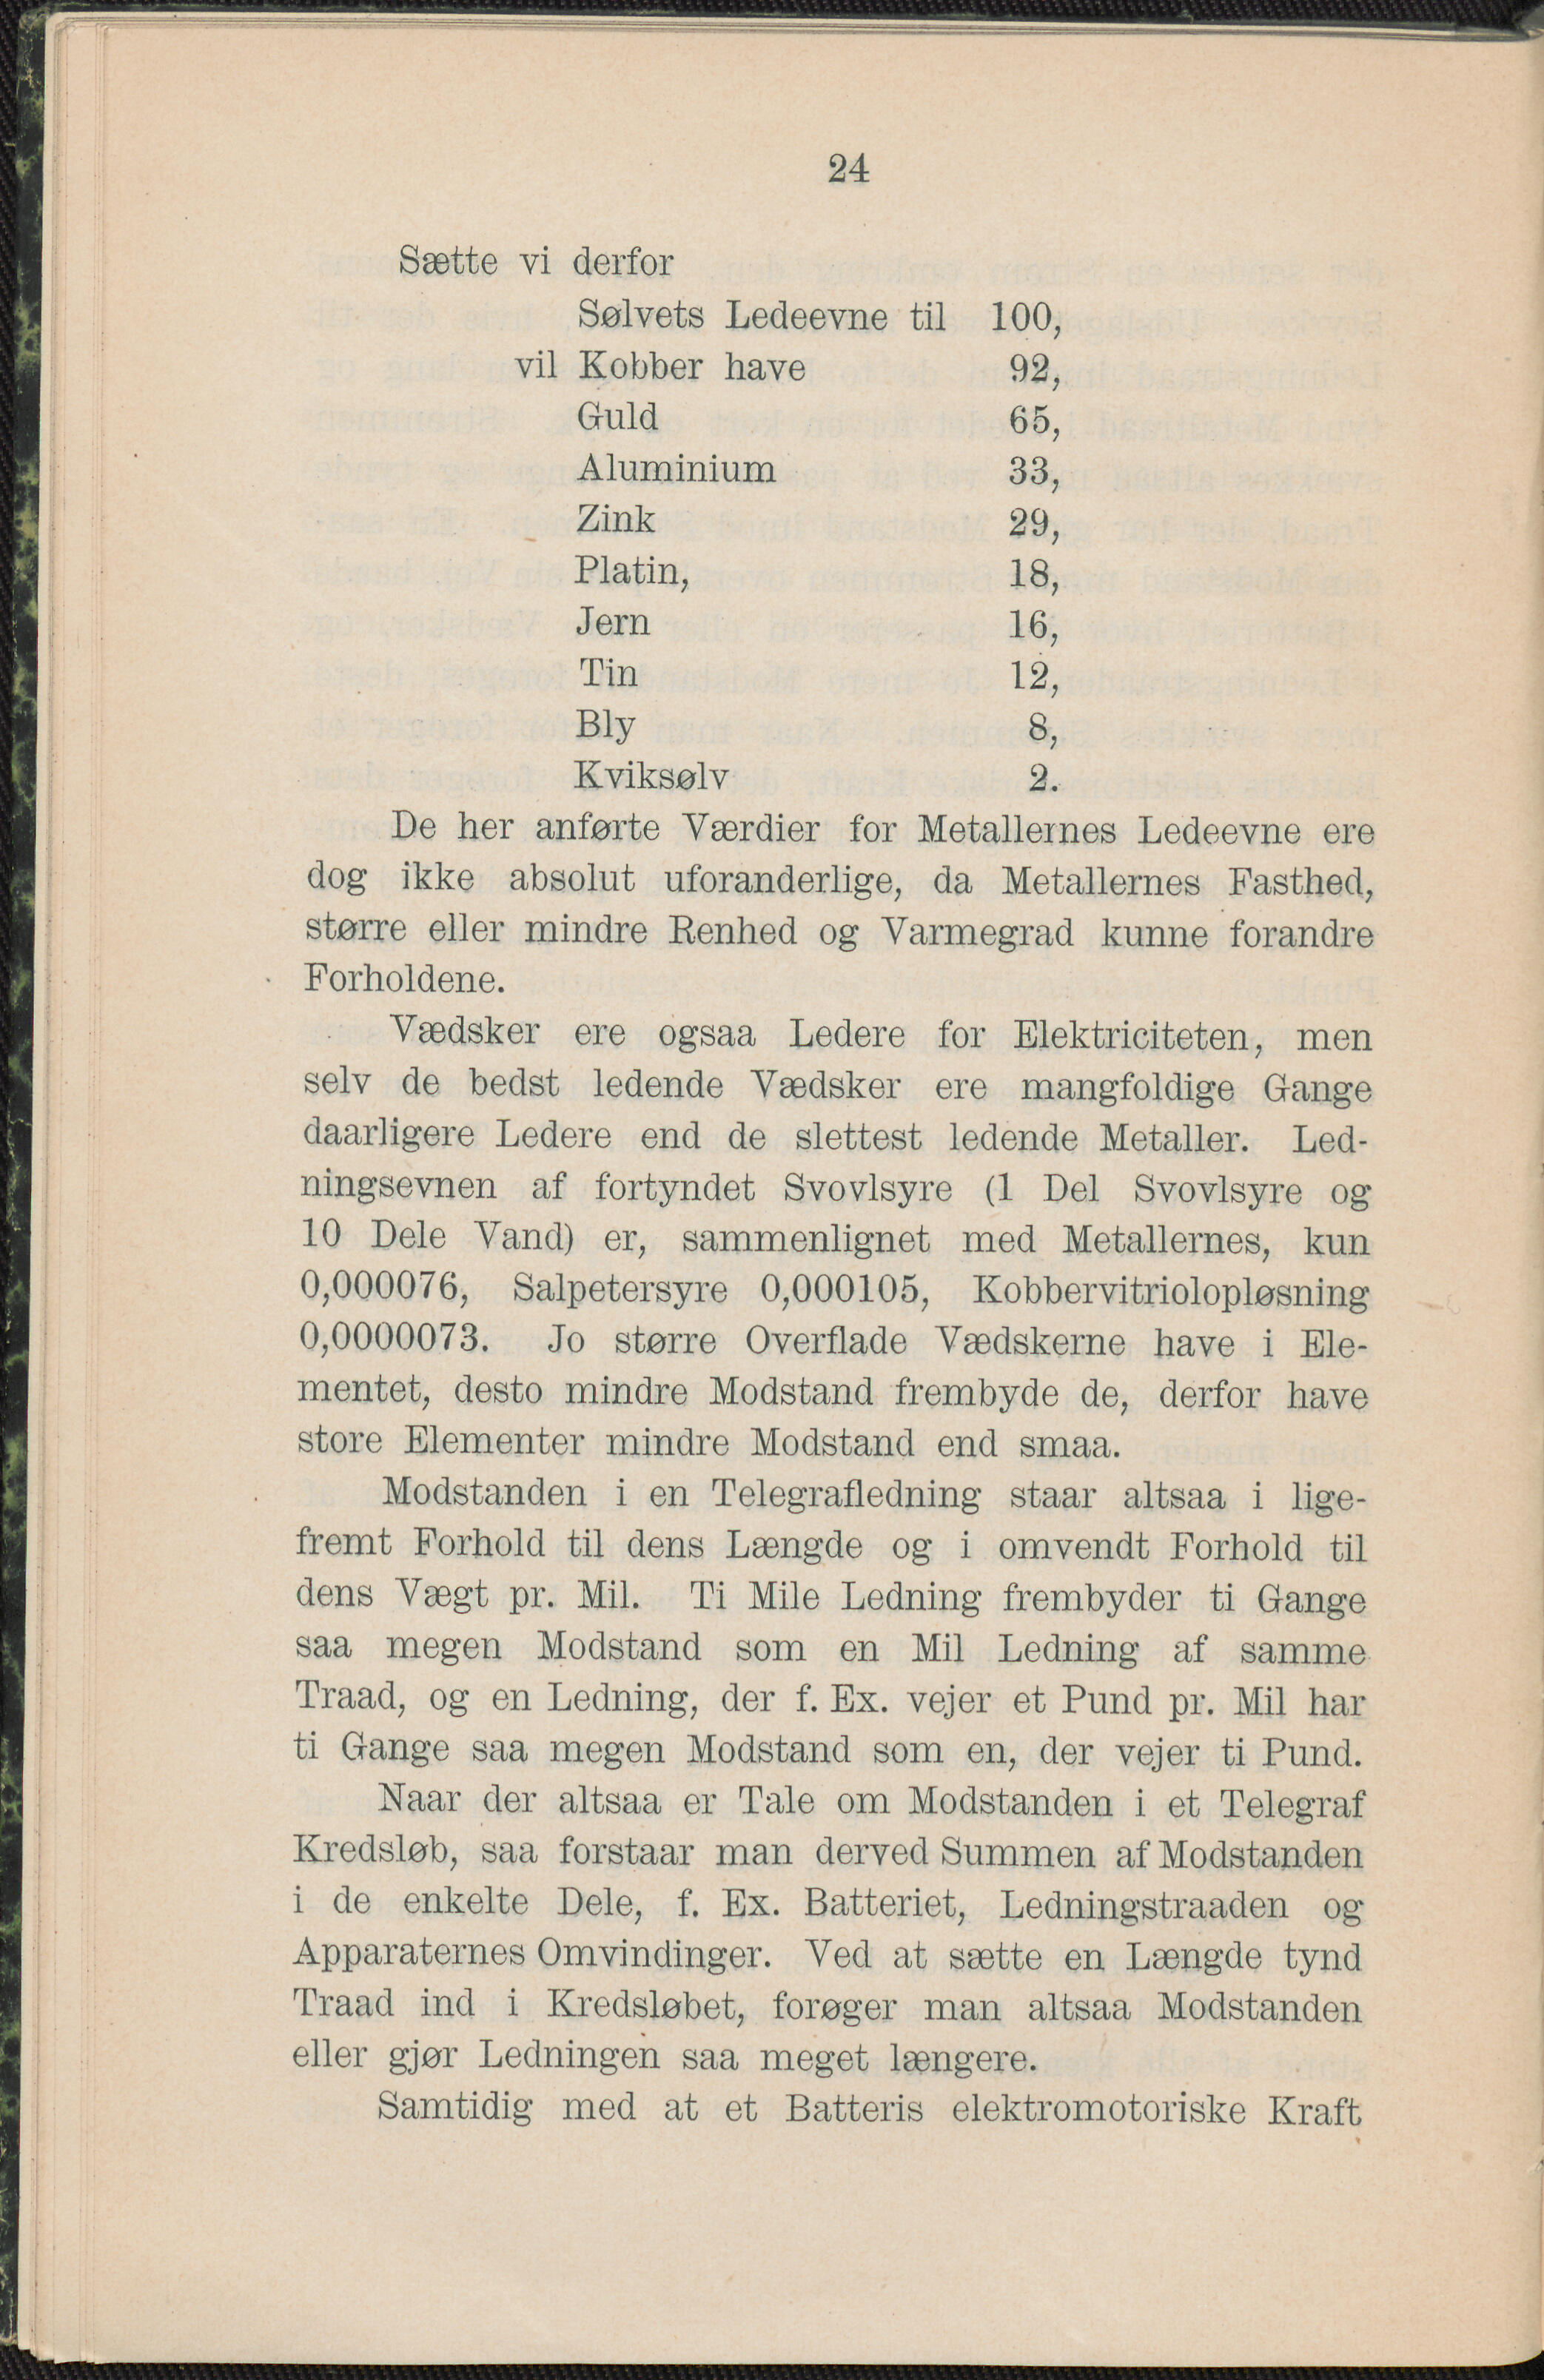 24
Sætte vi derfor
Sølvets Ledeevne til 100,
vil Kobber have 92,
Guld 65,
Aluminium 33,
Zink 29,
Platin, 18,
Jern 16,
Tin 12,
Bly 8,
Kviksølv 2.
De her anførte Værdier for Metallernes Ledeevne ere
dog ikke absolut uforanderlige, da Metallernes Fasthed,
større eller mindre Renhed og Varmegrad kunne forandre
Forholdene.
Vædsker ere ogsaa Ledere for Elektriciteten, men
selv de bedst ledende Vædsker ere mangfoldige Gange
daarligere Ledere end de slettest ledende Metaller. Led-
ningsevnen af fortyndet Svovlsyre (1 Del Svovlsyre og
10 Dele Vand) er, sammenlignet med Metallernes, kun
0,000076, Salpetersyre 0,000105, Kobbervitriolopløsning
0,0000073. Jo større Overflade Vædskerne have i Ele-
mentet, desto mindre Modstand frembyde de, derfor have
store Elementer mindre Modstand end smaa.
Modstanden i en Telegrafledning staar altsaa i lige-
fremt Forhold til dens Længde og i omvendt Forhold til
dens Vægt pr. Mil. Ti Mile Ledning frembyder ti Gange
saa megen Modstand som en Mil Ledning af samme
Traad, og en Ledning, der f. Ex. vejer et Pund pr. Mil har
ti Gange saa megen Modstand som en, der vejer ti Pund.
Naar der altsaa er Tale om Modstanden i et Telegraf
Kredsløb, saa forstaar man derved Summen af Modstanden
i de enkelte Dele, f. Ex. Batteriet, Ledningstraaden og
Apparaternes Omvindinger. Ved at sætte en Længde tynd
Traad ind i Kredsløbet, forøger man altsaa Modstanden
eller gjør Ledningen saa meget længere.
Samtidig med at et Batteris elektromotoriske Kraft